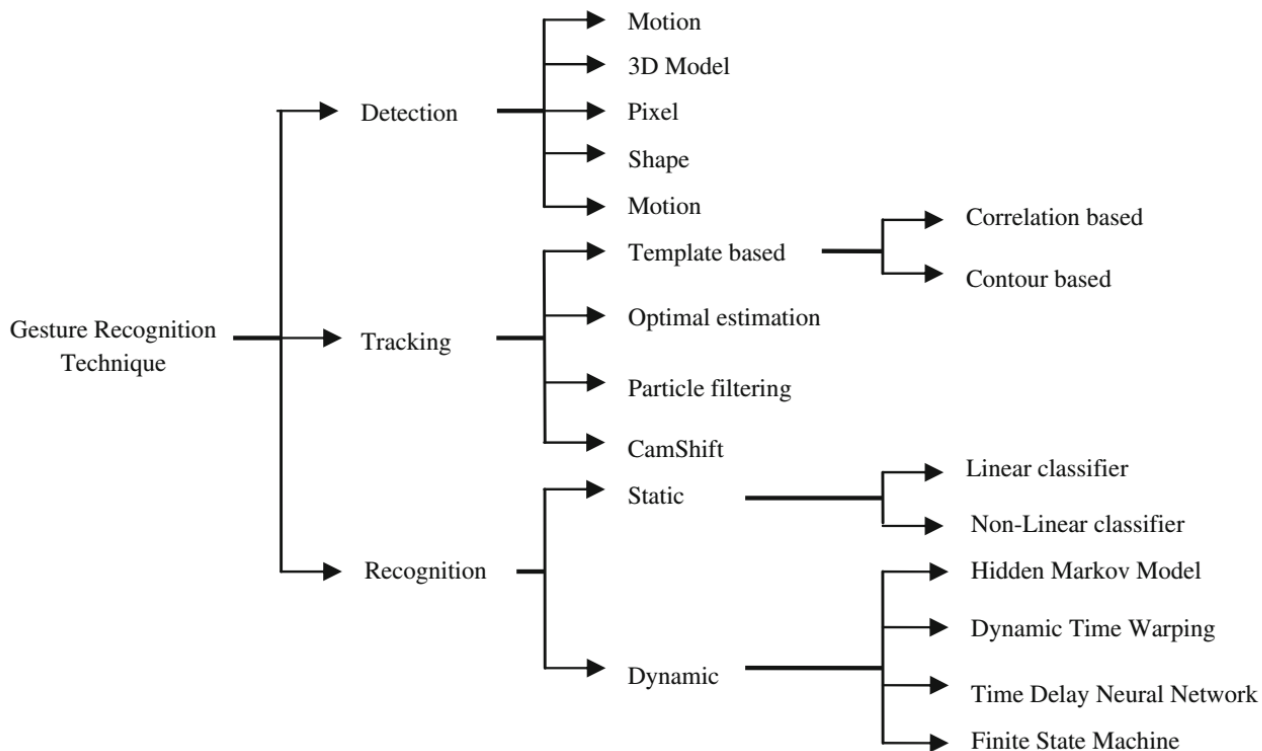 Motion
3D Model
Detection
Pixel
Shape
Motion
Correlation based
Template based
Contour based
Gesture Recognition
Technique
Optimal estimation
Tracking
Particle filtering
CamShift
Linear classifier
Static
Non-Linear classifier
Recognition
Hidden Markov Model
Dynamic Time Warping
Dynamic
Time Delay Neural Network
Finite State Machine